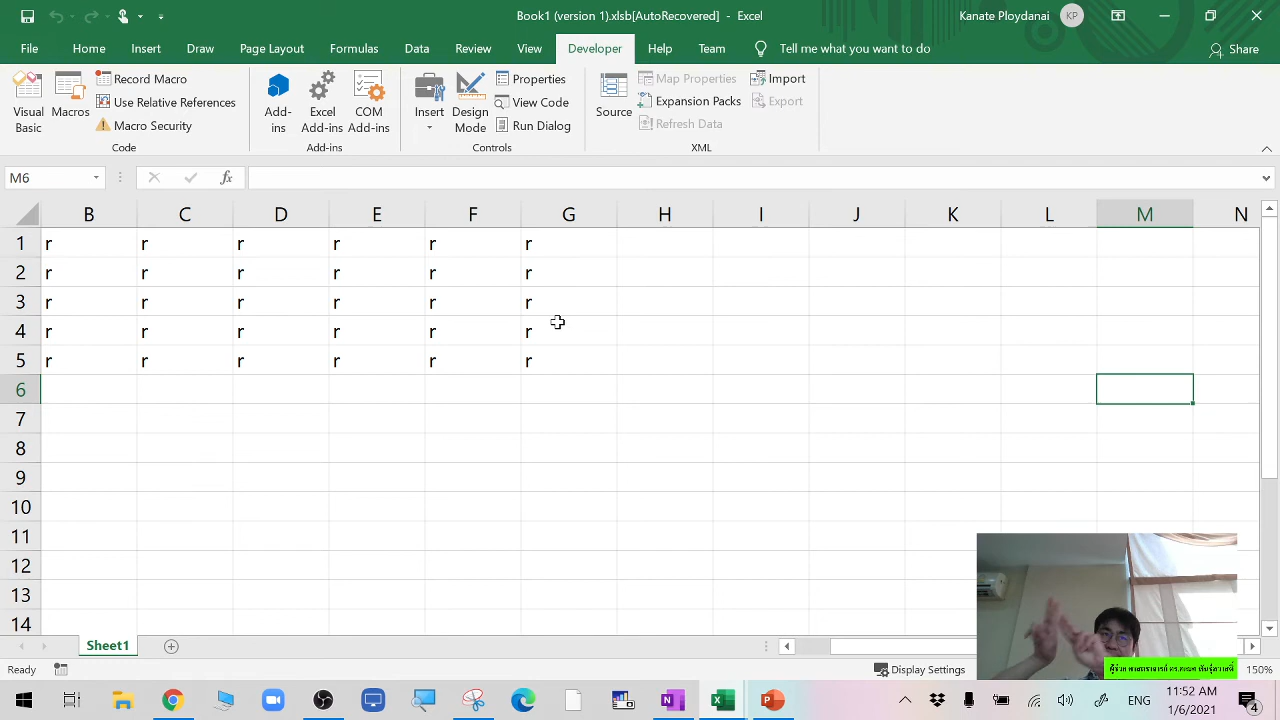 Book1 (version 1).xlsb[AutoRecovered] - Excel
Kanate Ploydanai
KP
File Home Insert Draw Page Layout Formulas Data Review View Developer Help Team Tell me what you want to do Share
Visual Basic
Macros
Record Macro
Use Relative References
Macro Security
Code
Add-ins
Excel Add-ins
COM Add-ins
Add-ins
Insert
Design Mode
Properties
View Code
Run Dialog
Controls
Source
Map Properties
Expansion Packs
Refresh Data
Import
Export
XML
M6
fx
B C D E F G H I J K L M N
1 r r r r r r
2 r r r r r r
3 r r r r r r
4 r r r r r r
5 r r r r r r
6
7
8
9
10
11
12
13
14
Sheet1
Ready
Display Settings
150%
ENG
11:52 AM
1/6/2021
4